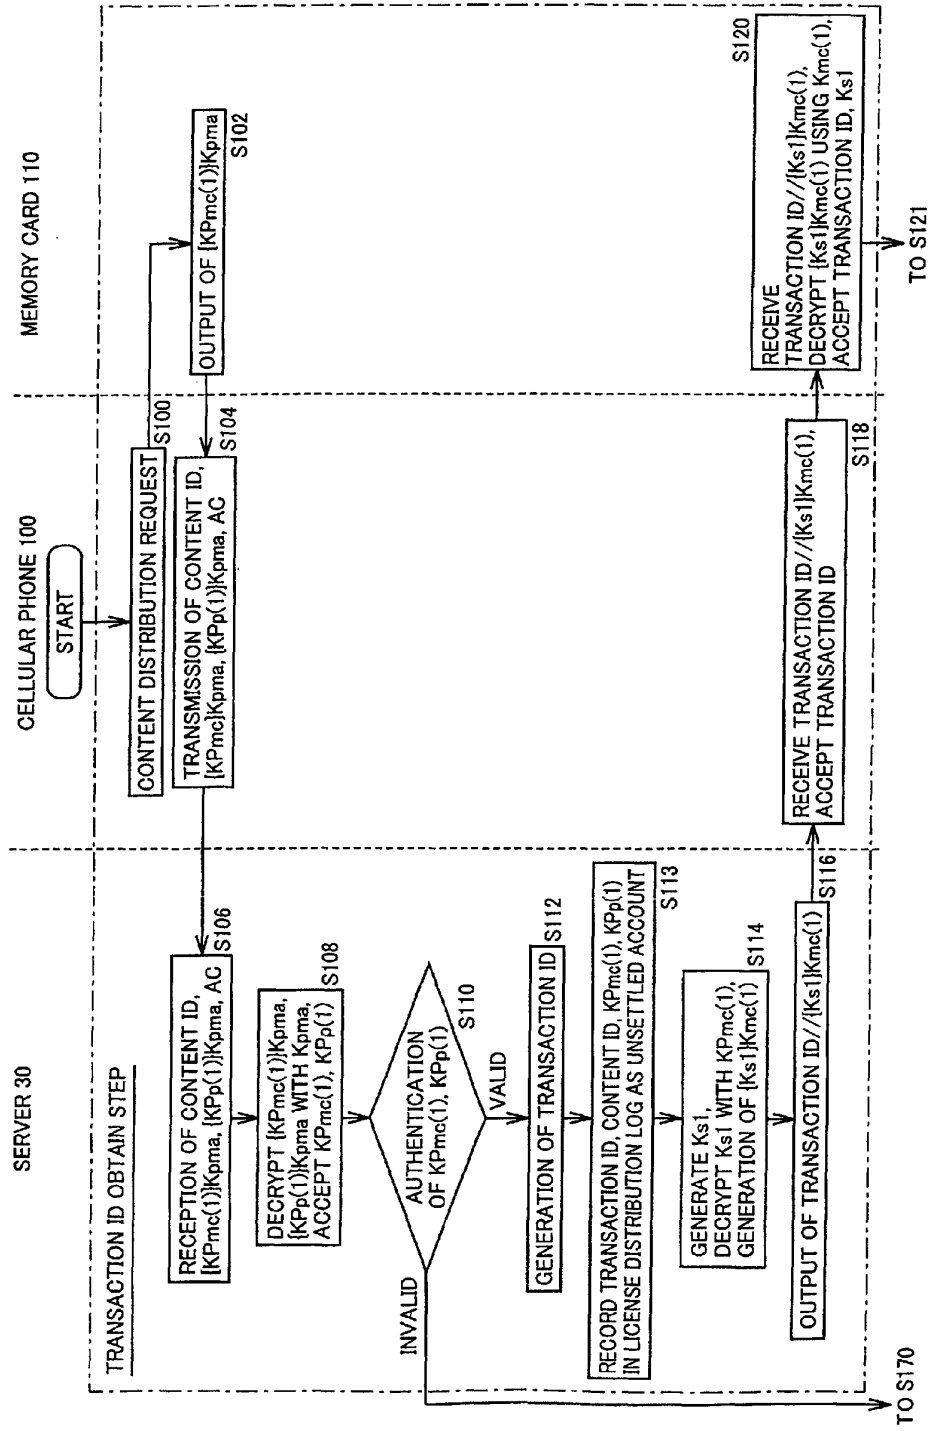 SERVER 30
CELLULAR PHONE 100
MEMORY CARD 110
TRANSACTION ID OBTAIN STEP
START
CONTENT DISTRIBUTION REQUEST
S100
OUTPUT OF {KPmc(1)}Kpma
S102
TRANSMISSION OF CONTENT ID,
{KPmc}Kpma, {KPp(1)}Kpma, AC
S104
RECEPTION OF CONTENT ID,
{KPmc(1)}Kpma, {KPp(1)}Kpma, AC
S106
DECRYPT {KPmc(1)}Kpma,
{KPp(1)}Kpma WITH Kpma,
ACCEPT KPmc(1), KPp(1)
S108
AUTHENTICATION
OF KPmc(1), KPp(1)
S110
INVALID
VALID
GENERATION OF TRANSACTION ID
S112
RECORD TRANSACTION ID, CONTENT ID, KPmc(1), KPp(1)
IN LICENSE DISTRIBUTION LOG AS UNSETTLED ACCOUNT
S113
GENERATE Ks1,
DECRYPT Ks1 WITH KPmc(1),
GENERATION OF {Ks1}Kmc(1)
S114
OUTPUT OF TRANSACTION ID//{Ks1}Kmc(1)
S116
RECEIVE TRANSACTION ID//{Ks1}Kmc(1),
ACCEPT TRANSACTION ID
S118
RECEIVE
TRANSACTION ID//{Ks1}Kmc(1),
DECRYPT {Ks1}Kmc(1) USING Kmc(1),
ACCEPT TRANSACTION ID, Ks1
S120
TO S170
TO S121